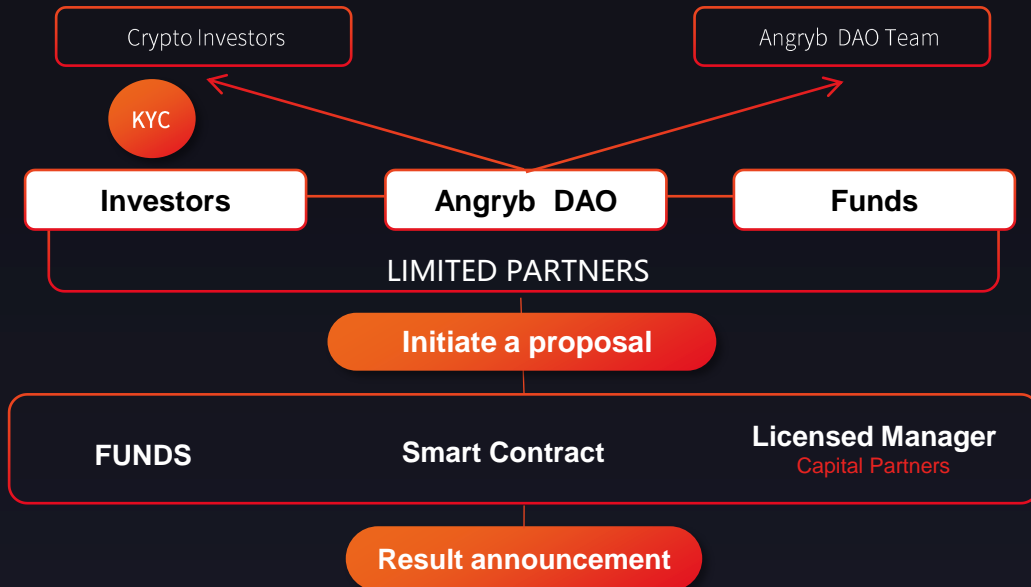 Crypto Investors
Angryb DAO Team
KYC
Investors
Angryb DAO
Funds
LIMITED PARTNERS
Initiate a proposal
FUNDS
Smart Contract
Licensed Manager
Capital Partners
Result announcement